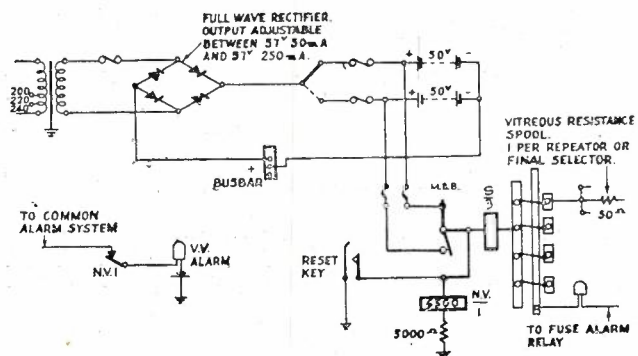 FULL WAVE RECTIFIER.
OUTPUT ADJUSTABLE
BETWEEN 57ᵛ 50mA
AND 57ᵛ 250mA.
200
220
240
+ 50ᵛ -
+ 50ᵛ -
BUSBAR
+
VITREOUS RESISTANCE
SPOOL.
1 PER REPEATOR OR
FINAL SELECTOR.
50Ω
M.B.B.
TO COMMON
ALARM SYSTEM
N.V.1
V.V.
ALARM
RESET
KEY
N.V.
1
5000Ω
TO FUSE ALARM
RELAY